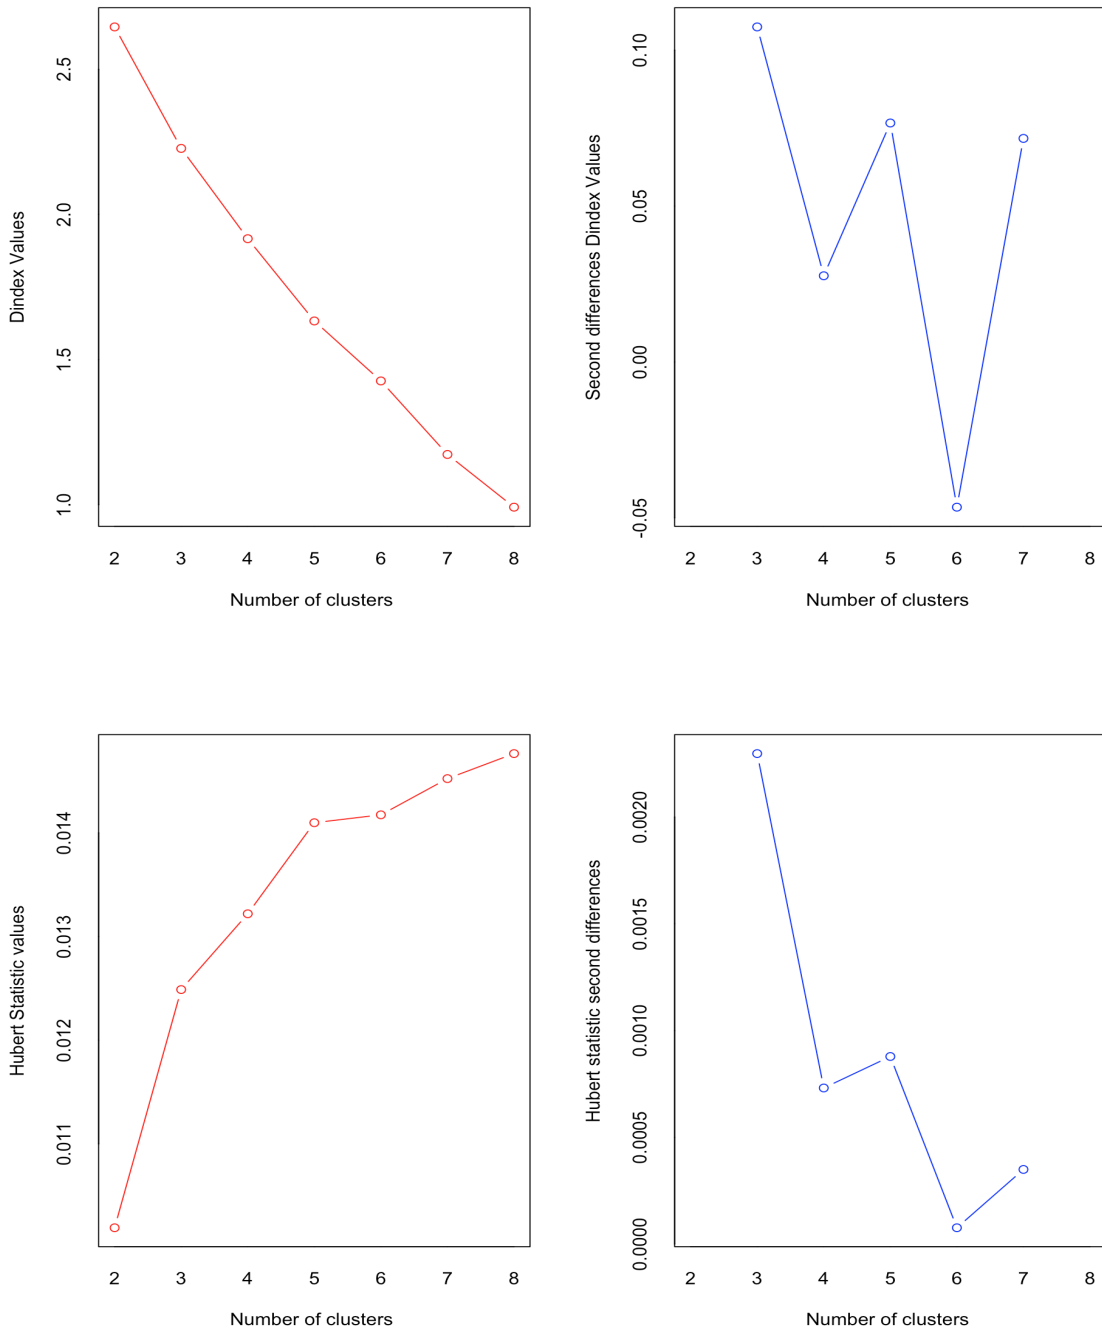 Dindex Values
2.5
2.0
1.5
1.0
2 3 4 5 6 7 8
Number of clusters
Second differences Dindex Values
0.10
0.05
0.00
-0.05
2 3 4 5 6 7 8
Number of clusters
Hubert Statistic values
0.014
0.013
0.012
0.011
2 3 4 5 6 7 8
Number of clusters
Hubert statistic second differences
0.0020
0.0015
0.0010
0.0005
0.0000
2 3 4 5 6 7 8
Number of clusters